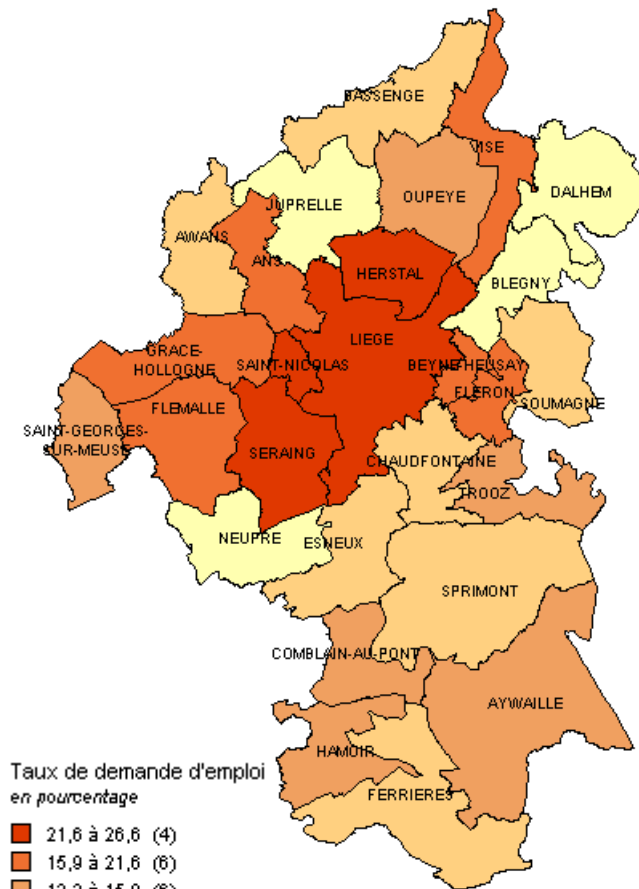 BASSENGE
VISE
DALHEM
OUPEYE
JUPRELLE
AWANS
ANS
HERSTAL
BLEGNY
LIEGE
GRACE-
HOLLOGNE
SAINT-NICOLAS
BEYNE-HEUSAY
FLERON
SOUMAGNE
FLEMALLE
SAINT-GEORGES-
SUR-MEUSE
SERAING
CHAUDFONTAINE
TROOZ
NEUPRE
ESNEUX
SPRIMONT
COMBLAIN-AU-PONT
AYWAILLE
HAMOIR
FERRIERES
Taux de demande d'emploi
en pourcentage
21,6 à 26,6 (4)
15,9 à 21,6 (6)